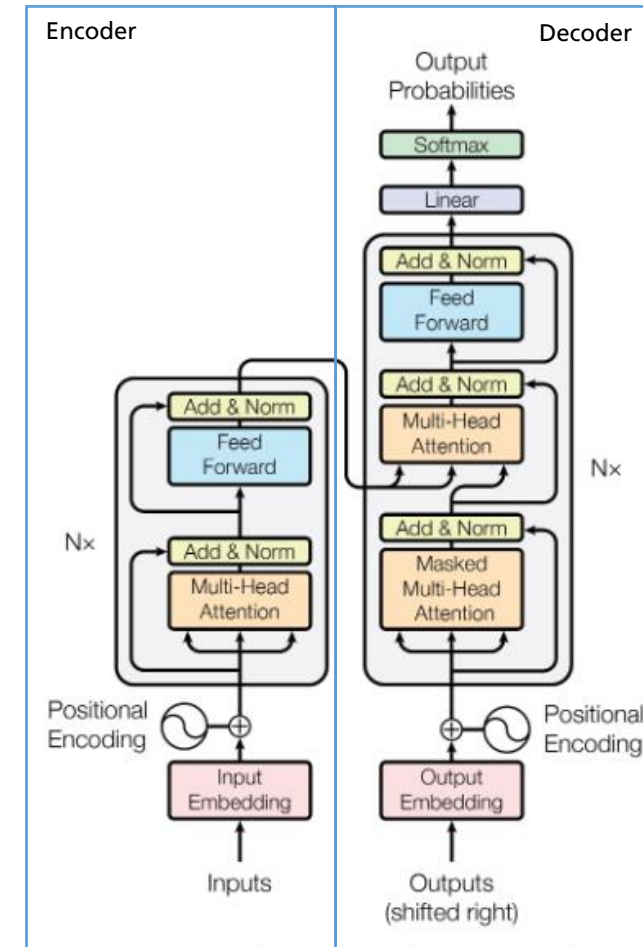 Encoder
Add & Norm
Feed
Forward
Nx
Add & Norm
Multi-Head
Attention
Positional
Encoding
Input
Embedding
Inputs
Decoder
Output
Probabilities
Softmax
Linear
Add & Norm
Feed
Forward
Add & Norm
Multi-Head
Attention
Nx
Add & Norm
Masked
Multi-Head
Attention
Positional
Encoding
Output
Embedding
Outputs
(shifted right)